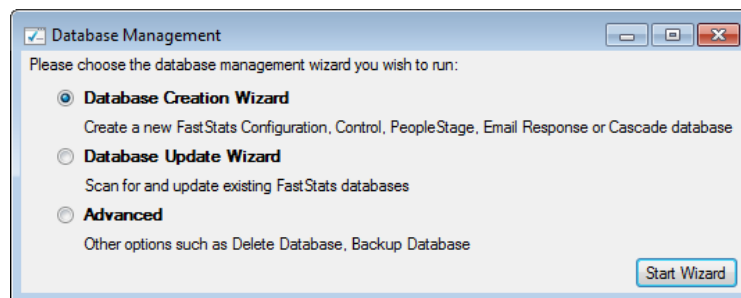 Database Management
Please choose the database management wizard you wish to run:
Database Creation Wizard
Create a new FastStats Configuration, Control, PeopleStage, Email Response or Cascade database
Database Update Wizard
Scan for and update existing FastStats databases
Advanced
Other options such as Delete Database, Backup Database
Start Wizard